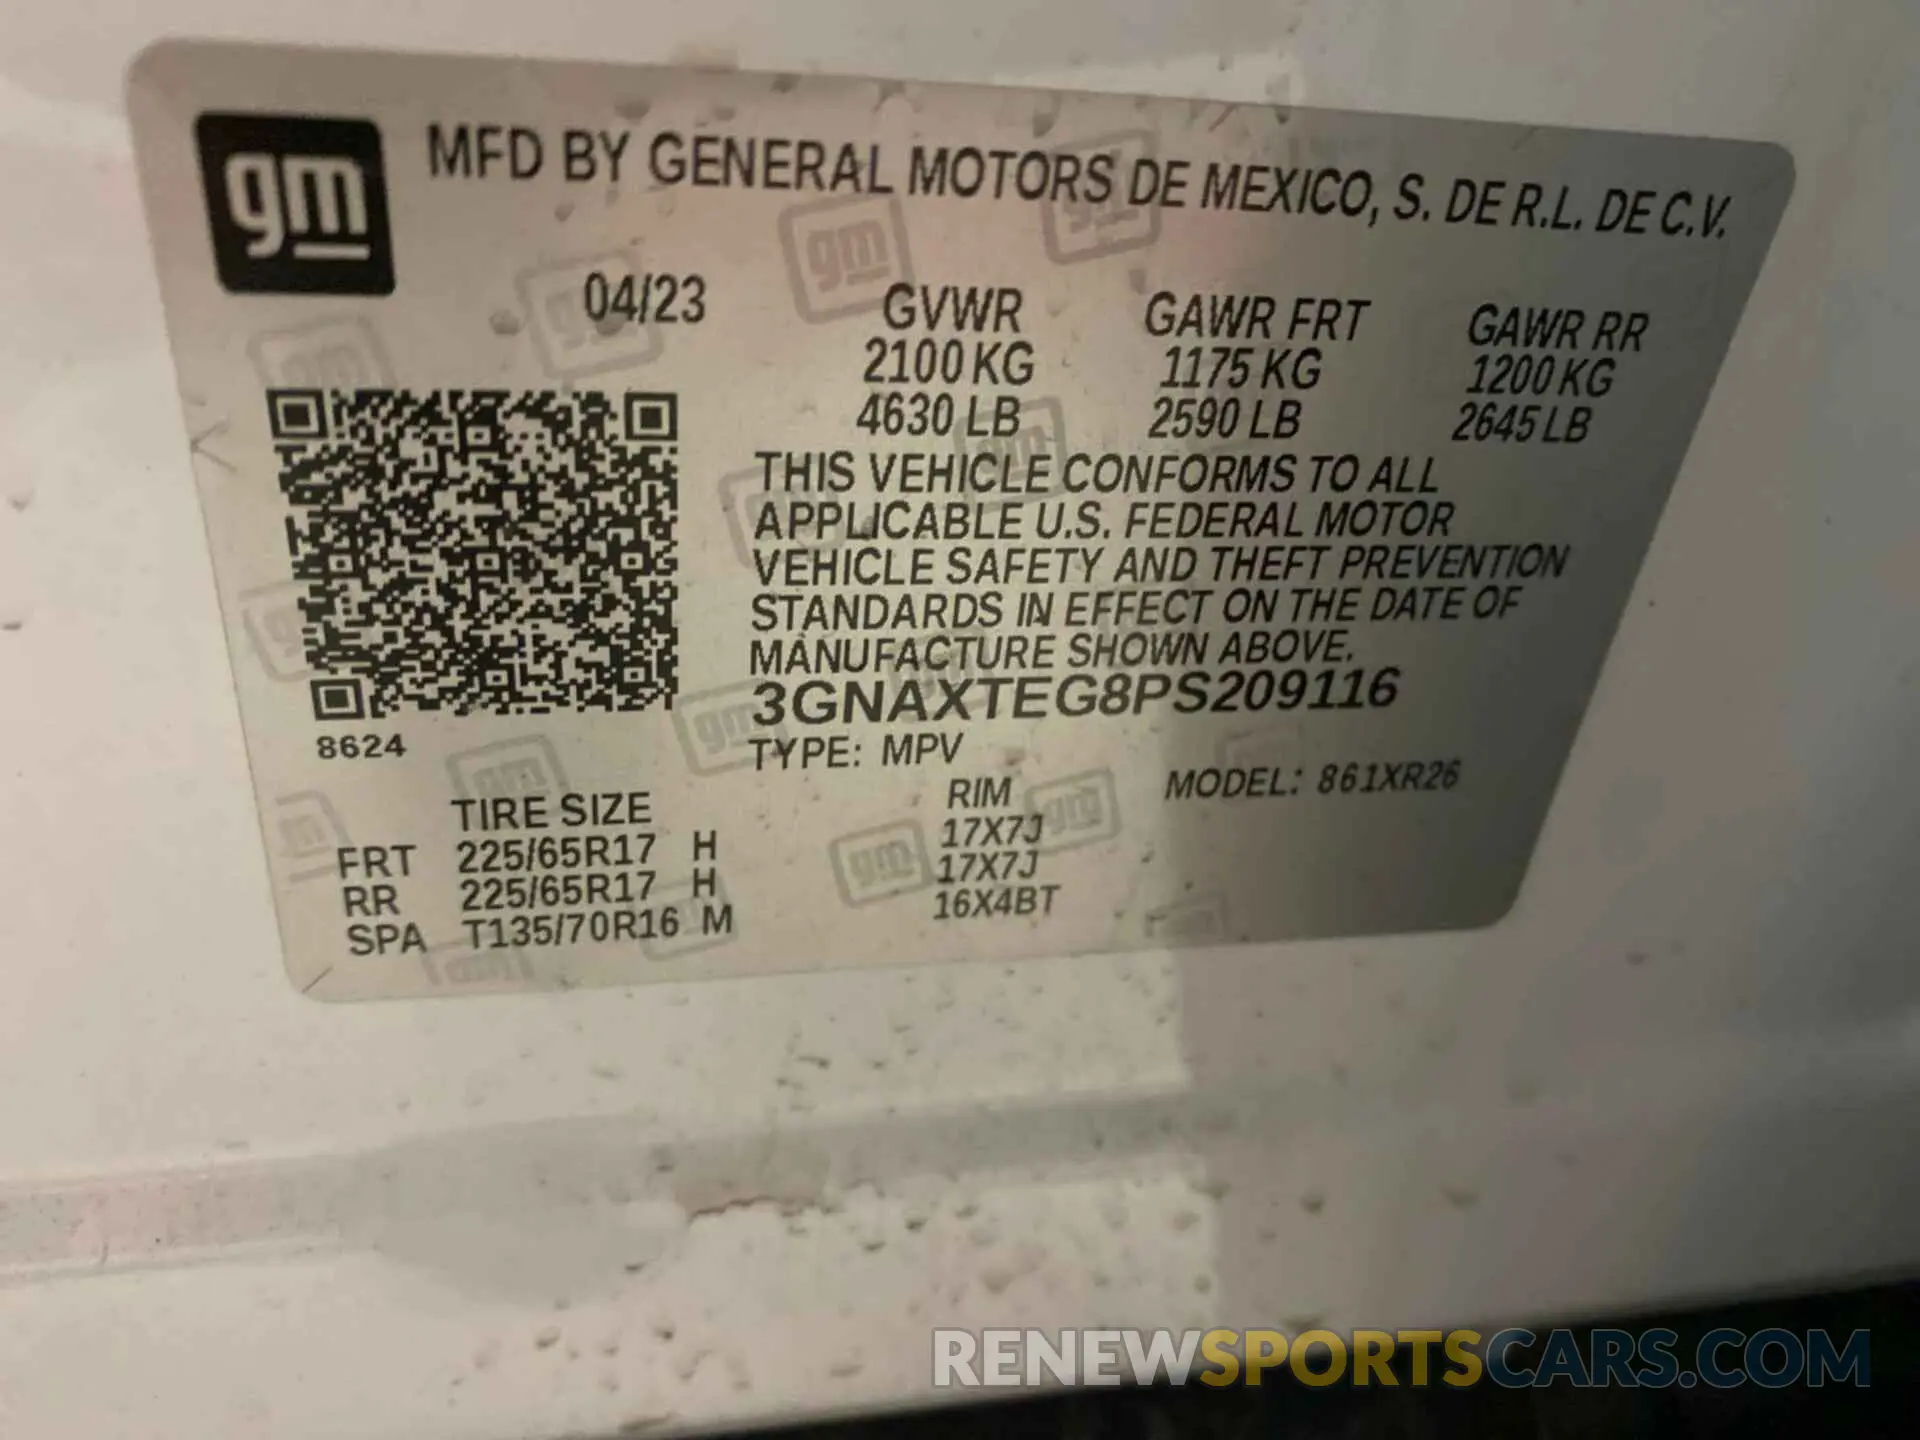 gm
MFD BY GENERAL MOTORS DE MEXICO, S. DE R.L. DE C.V.
04/23 GVWR GAWR FRT GAWR RR
2100 KG 1175 KG 1200 KG
4630 LB 2590 LB 2645 LB
THIS VEHICLE CONFORMS TO ALL
APPLICABLE U.S. FEDERAL MOTOR
VEHICLE SAFETY AND THEFT PREVENTION
STANDARDS IN EFFECT ON THE DATE OF
MANUFACTURE SHOWN ABOVE.
3GNAXTEG8PS209116
8624
TYPE: MPV MODEL: 861XR26
TIRE SIZE RIM
FRT 225/65R17 H 17X7J
RR 225/65R17 H 17X7J
SPA T135/70R16 M 16X4BT
RENEWSPORTSCARS.COM